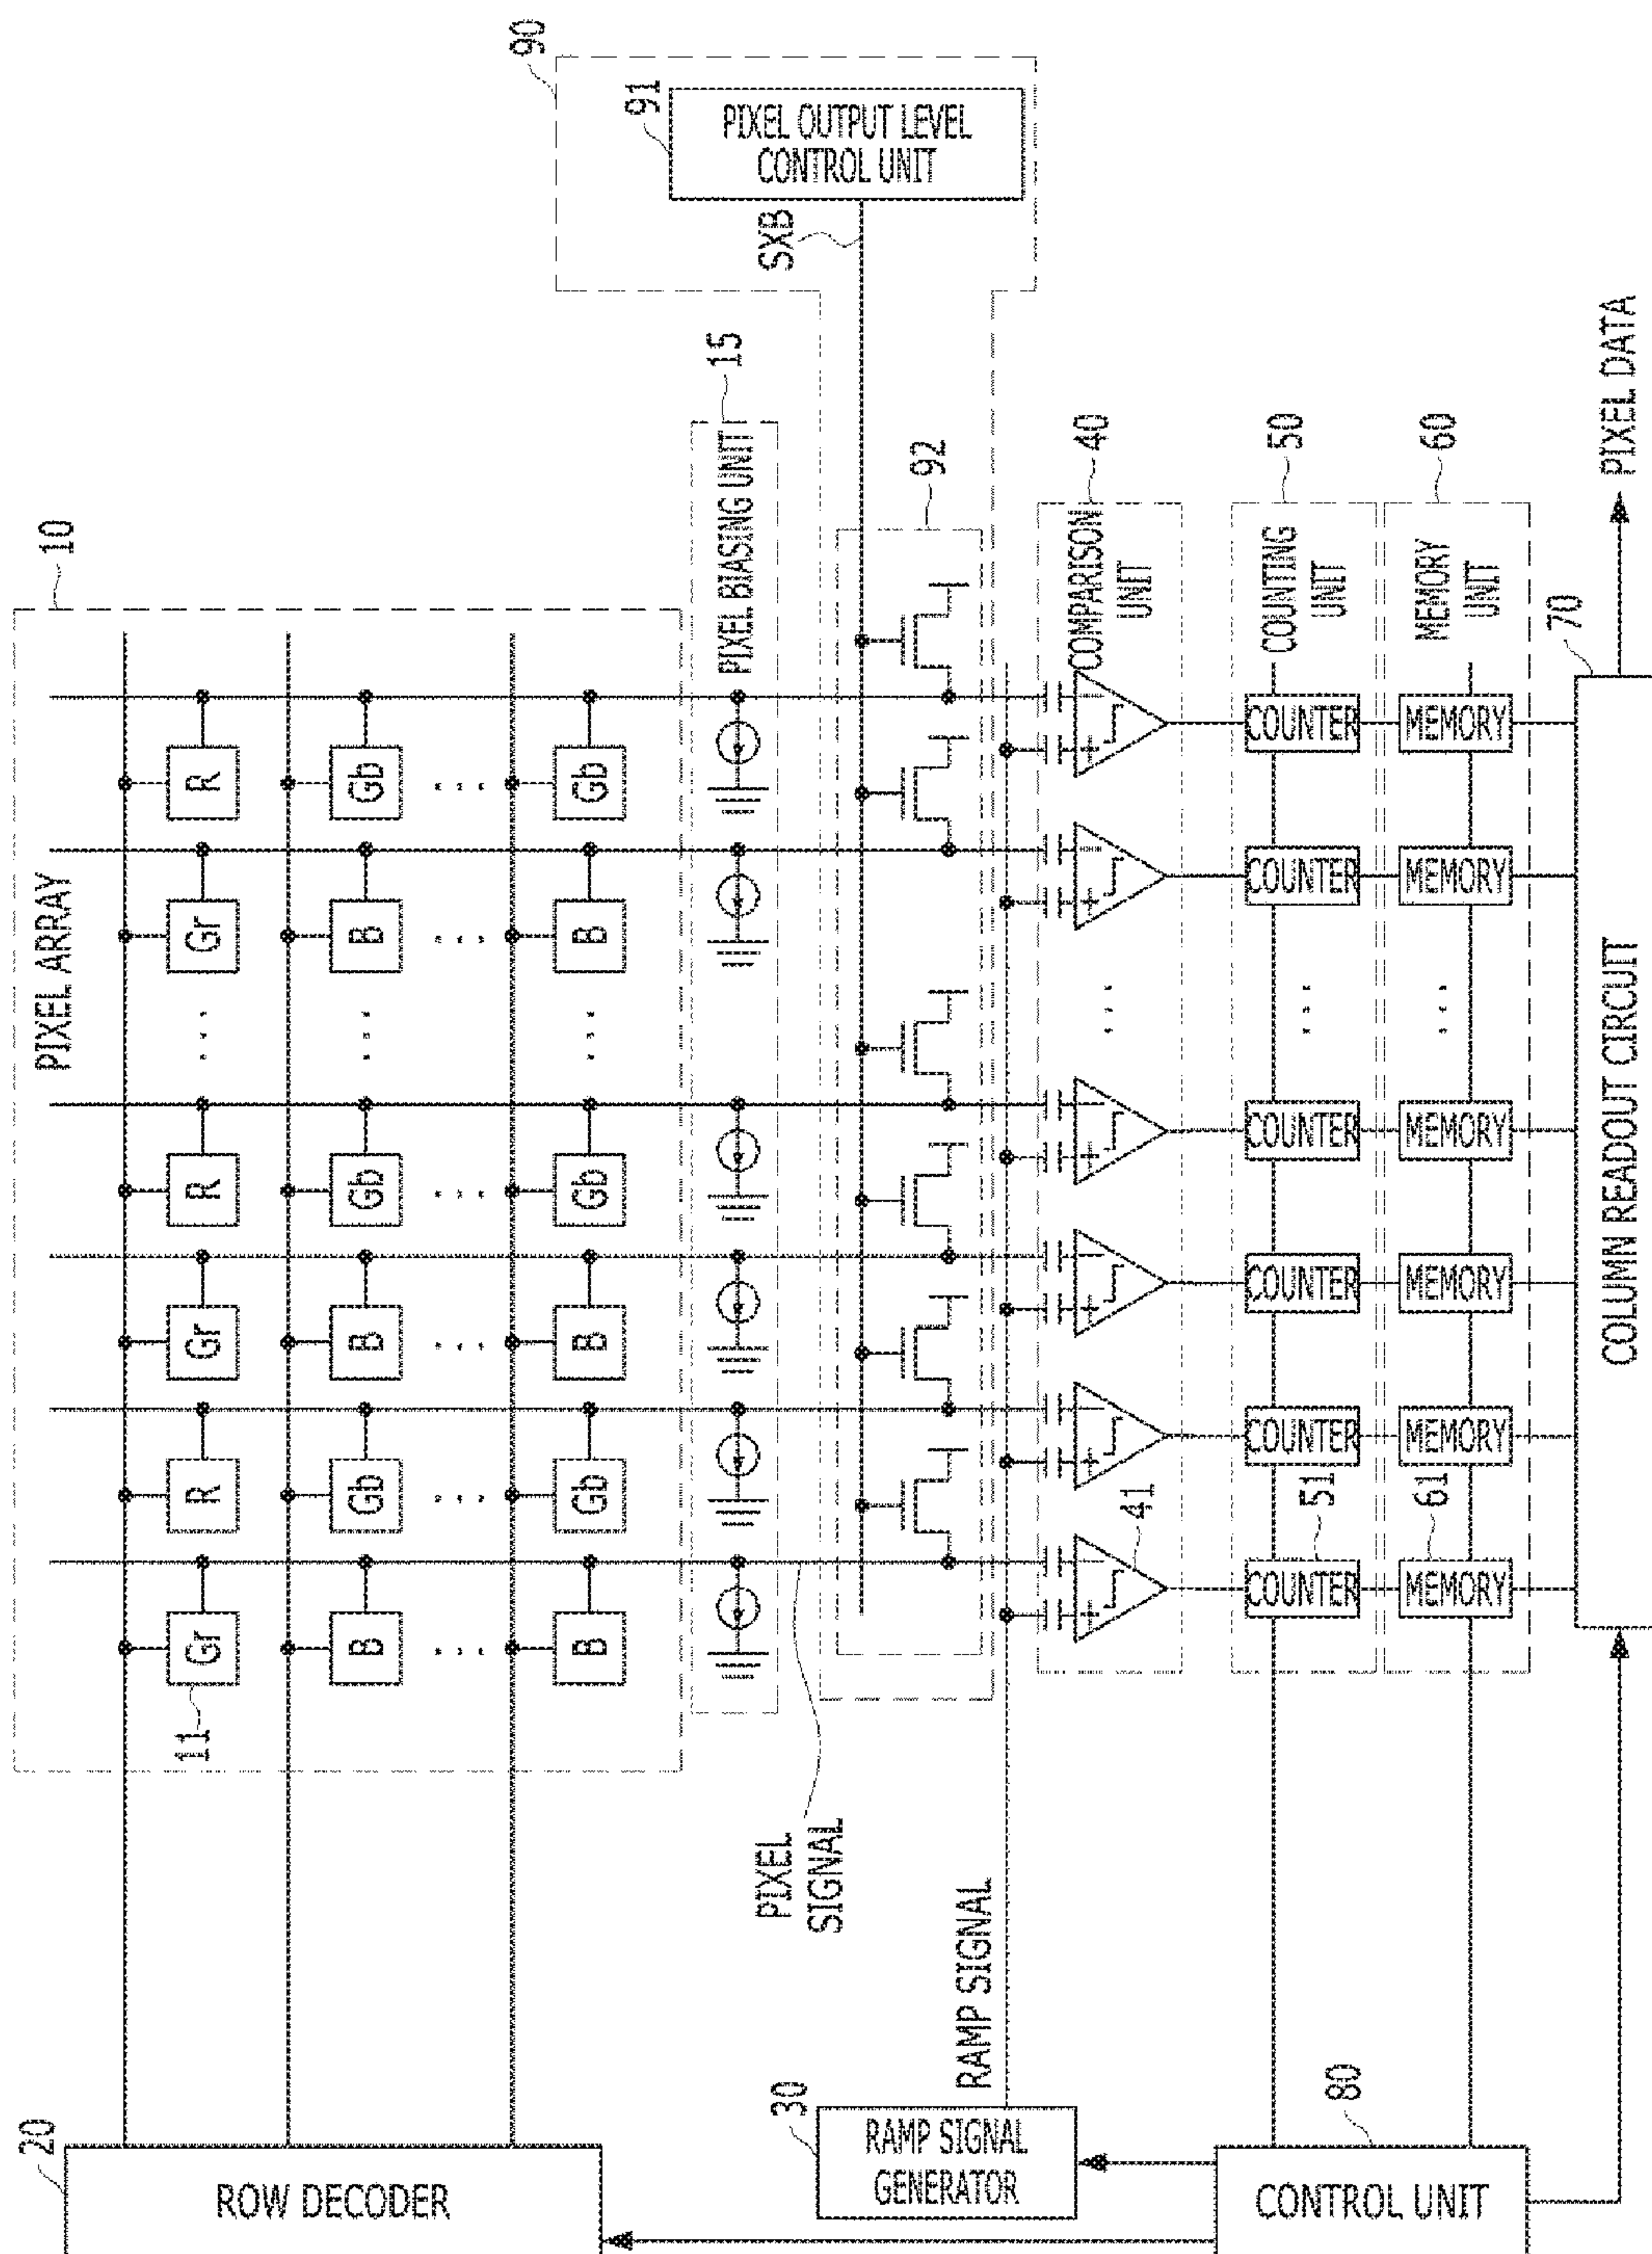 20
10
90
PIXEL ARRAY
11
Gr
R
Gr
R
...
Gr
R
ROW DECODER
B
Gb
B
Gb
...
B
Gb
... ... ... ... ... ...
B
Gb
B
Gb
...
B
Gb
91
PIXEL OUTPUT LEVEL
CONTROL UNIT
PIXEL BIASING UNIT
15
PIXEL
SIGNAL
SXB
30
92
RAMP SIGNAL
RAMP SIGNAL
GENERATOR
COMPARISON
UNIT
40
+ −
+ −
+ −
+ −
...
+ −
+ −
41
COUNTING
UNIT
50
COUNTER
COUNTER
COUNTER
COUNTER
...
COUNTER
COUNTER
51
80
CONTROL UNIT
MEMORY
UNIT
60
61
MEMORY
MEMORY
MEMORY
MEMORY
...
MEMORY
MEMORY
70
COLUMN READOUT CIRCUIT
PIXEL DATA